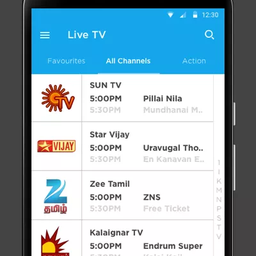 12:30
Live TV
Favourites All Channels Action
SUN TV
SUN TV
5:00PM Pillai Nila
5:30PM Mundhanai M..
Star Vijay
VIJAY
5:00PM Uravugal Tho..
5:30PM En Kanavan E..
Zee Tamil
தமிழ்
5:00PM ZNS
5:30PM Free Ticket
Kalaignar TV
5:00PM Endrum Super
5:30PM
I
K
M
N
P
S
T
V